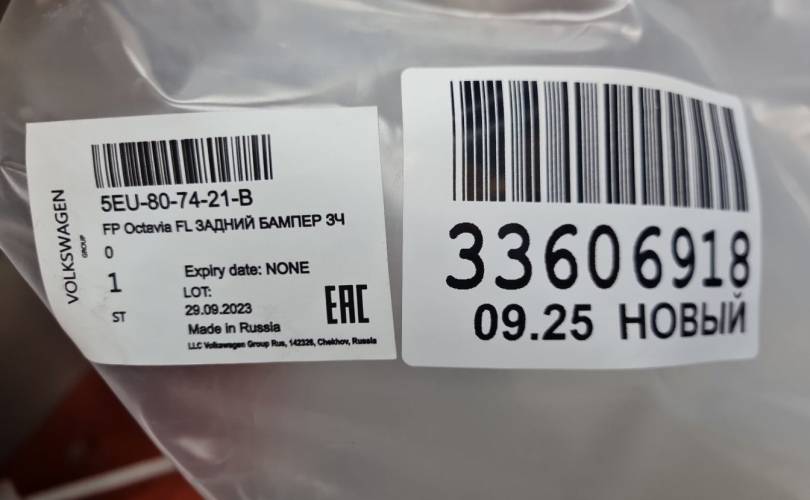 VOLKSWAGEN
GROUP
5EU-80-74-21-B
FP Octavia FL ЗАДНИЙ БАМПЕР ЗЧ
0
1
ST
Expiry date: NONE
LOT:
29.09.2023
Made in Russia
LLC Volkswagen Group Rus, 142326, Chekhov, Russia
EAC
33606918
09.25 НОВЫЙ